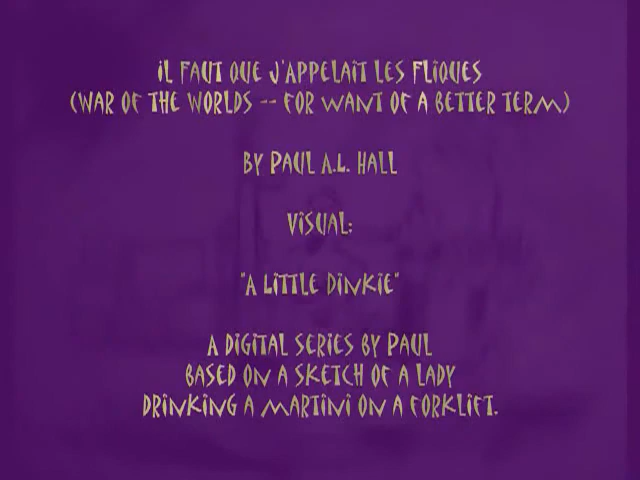 IL FAUT QUE J'APPELAIT LES FLIQUES
(WAR OF THE WORLDS -- FOR WANT OF A BETTER TERM)
BY PAUL A.L. HALL
VISUAL:
"A LITTLE DINKIE"
A DIGITAL SERIES BY PAUL
BASED ON A SKETCH OF A LADY
DRINKING A MARTINI ON A FORKLIFT.